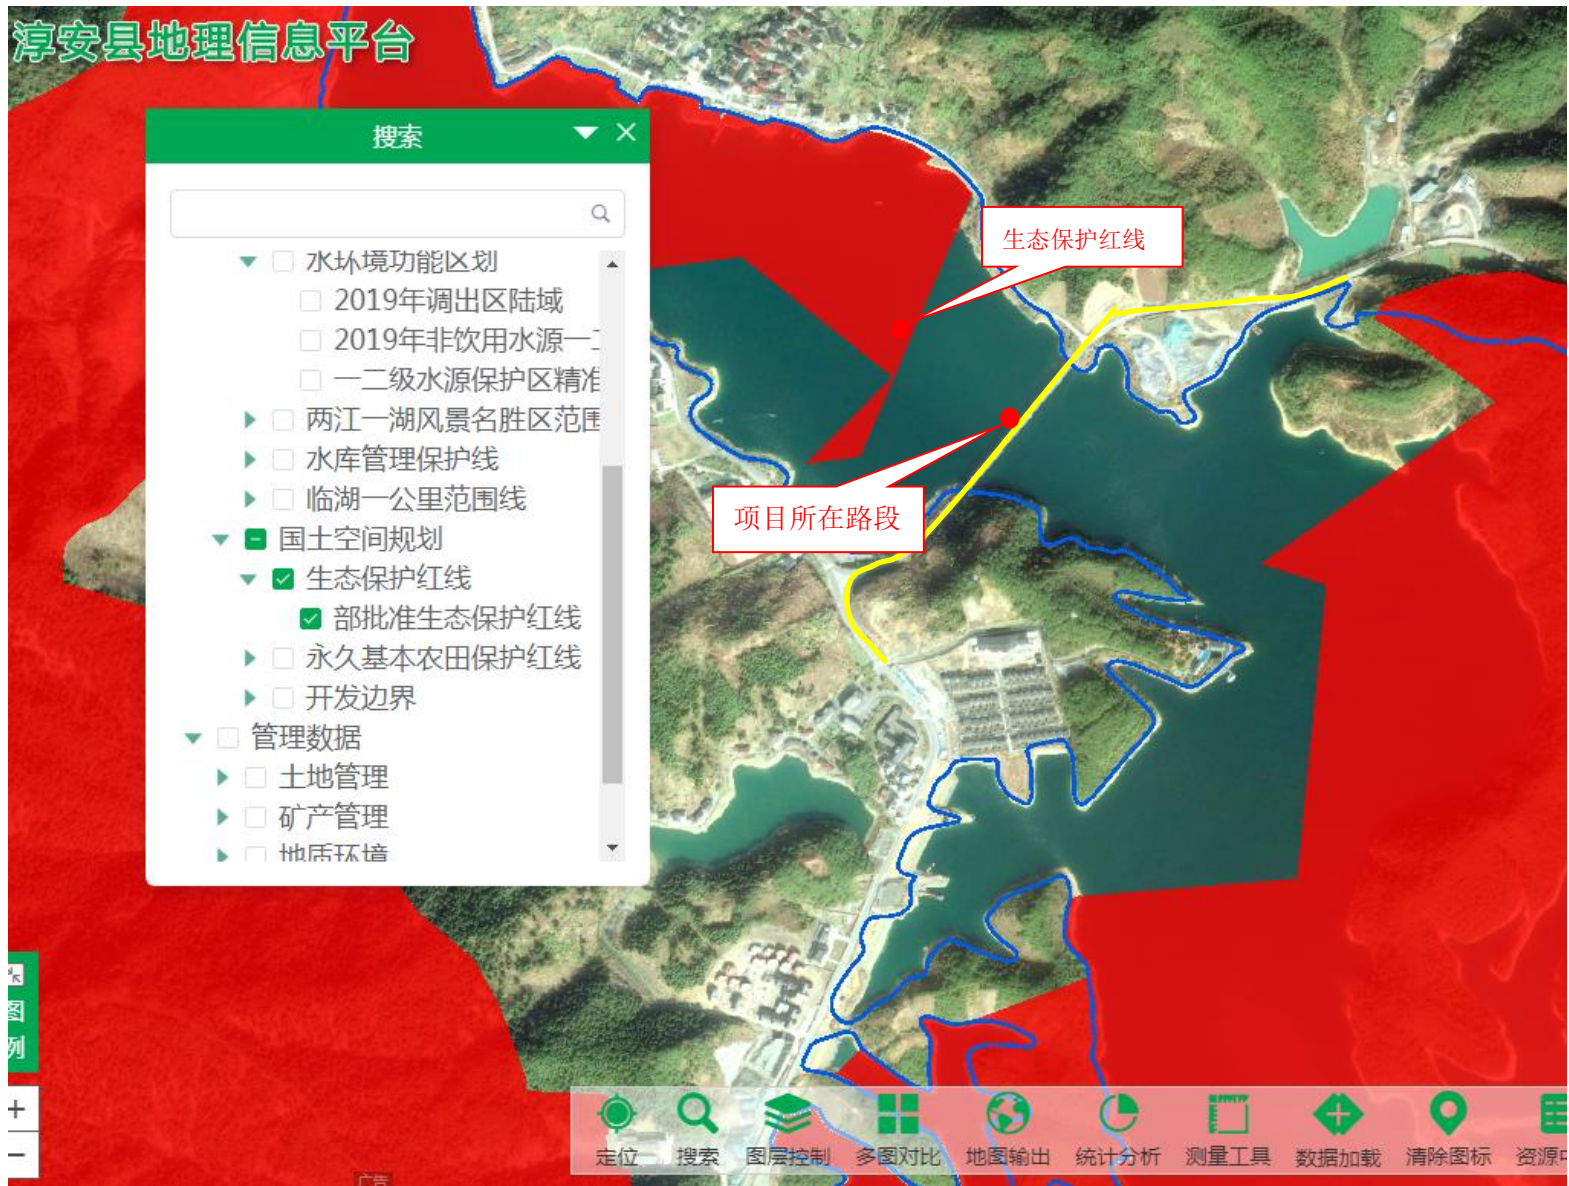 淳安县地理信息平台
搜索
水环境功能区划
2019年调出区陆域
2019年非饮用水源一二
一二级水源保护区精准
两江一湖风景名胜区范围
水库管理保护线
临湖一公里范围线
国土空间规划
生态保护红线
部批准生态保护红线
永久基本农田保护红线
开发边界
管理数据
土地管理
矿产管理
地质环境
生态保护红线
项目所在路段
图
例
+
−
定位
搜索
图层控制
多图对比
地图输出
统计分析
测量工具
数据加载
清除图标
资源中
广告